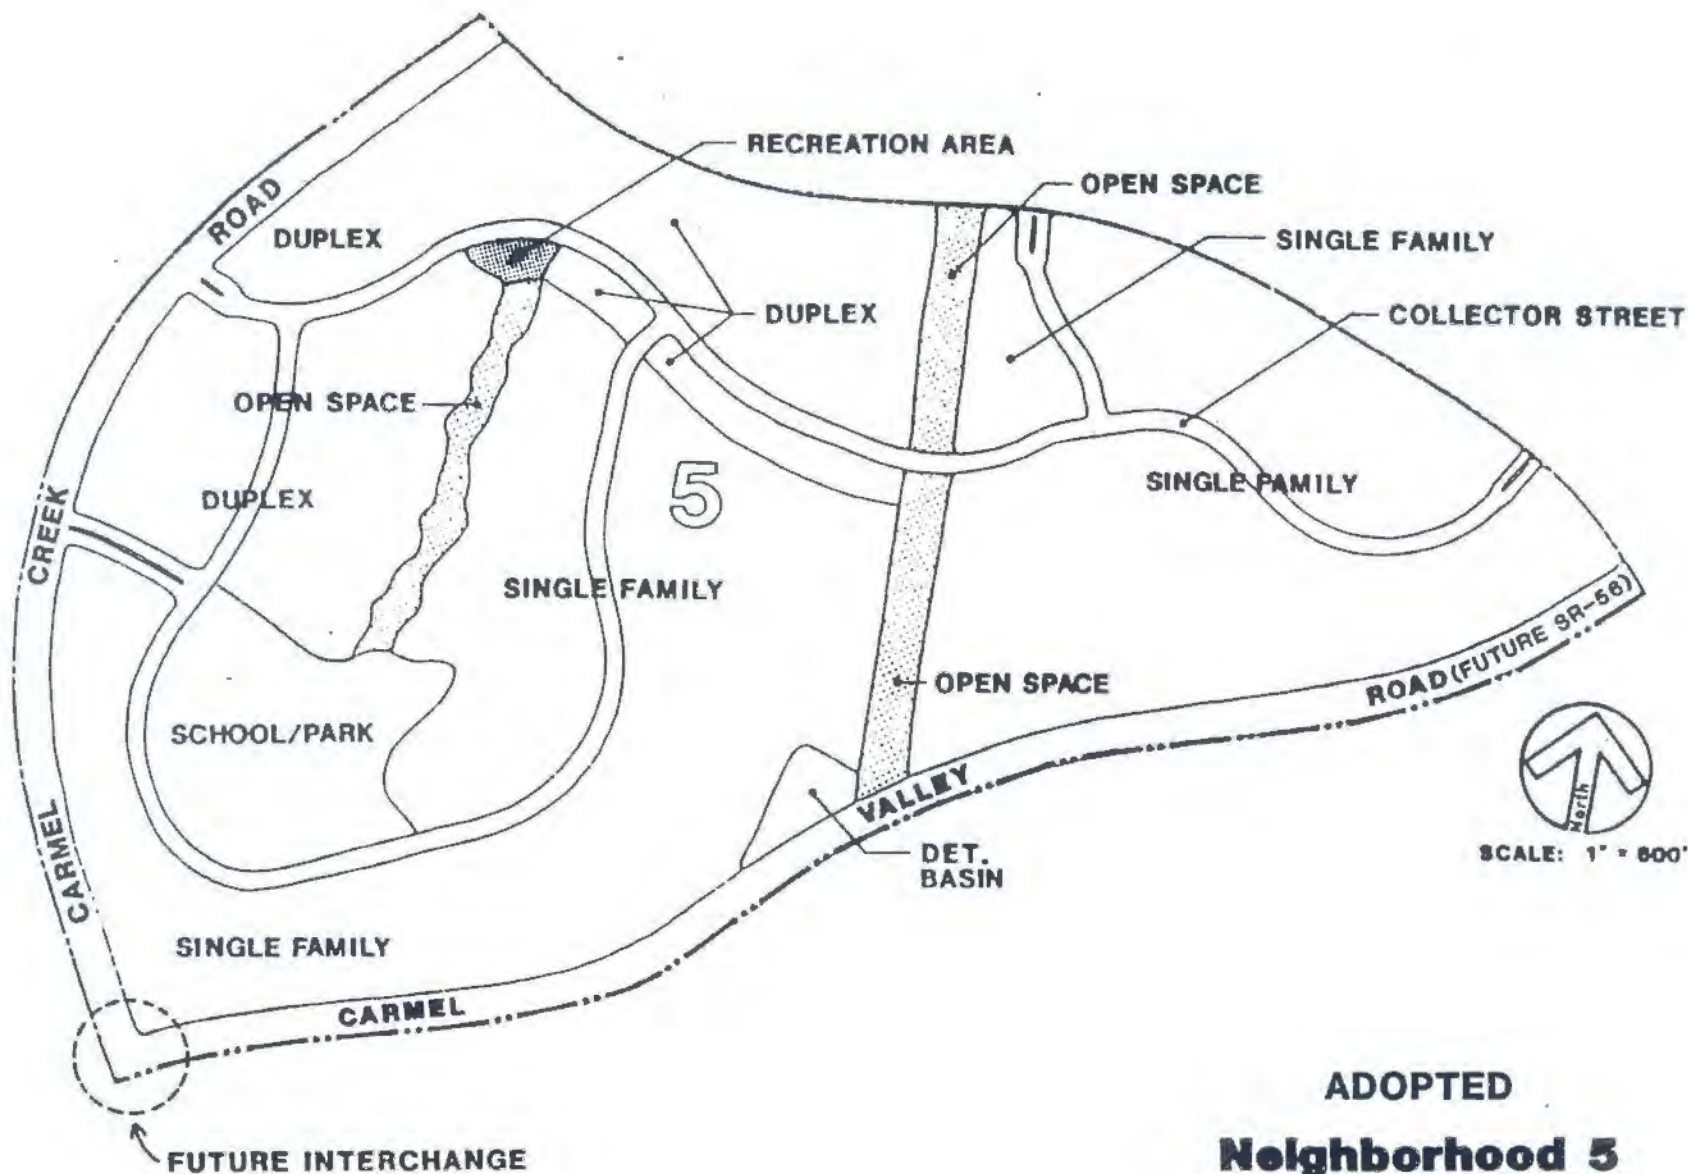 RECREATION AREA
OPEN SPACE
ROAD
DUPLEX
SINGLE FAMILY
DUPLEX
COLLECTOR STREET
OPEN SPACE
5
SINGLE FAMILY
DUPLEX
CREEK
SINGLE FAMILY
ROAD (FUTURE SR-56)
OPEN SPACE
SCHOOL/PARK
VALLEY
North
CARMEL
DET.
BASIN
SCALE: 1" = 600'
SINGLE FAMILY
CARMEL
ADOPTED
FUTURE INTERCHANGE
Neighborhood 5